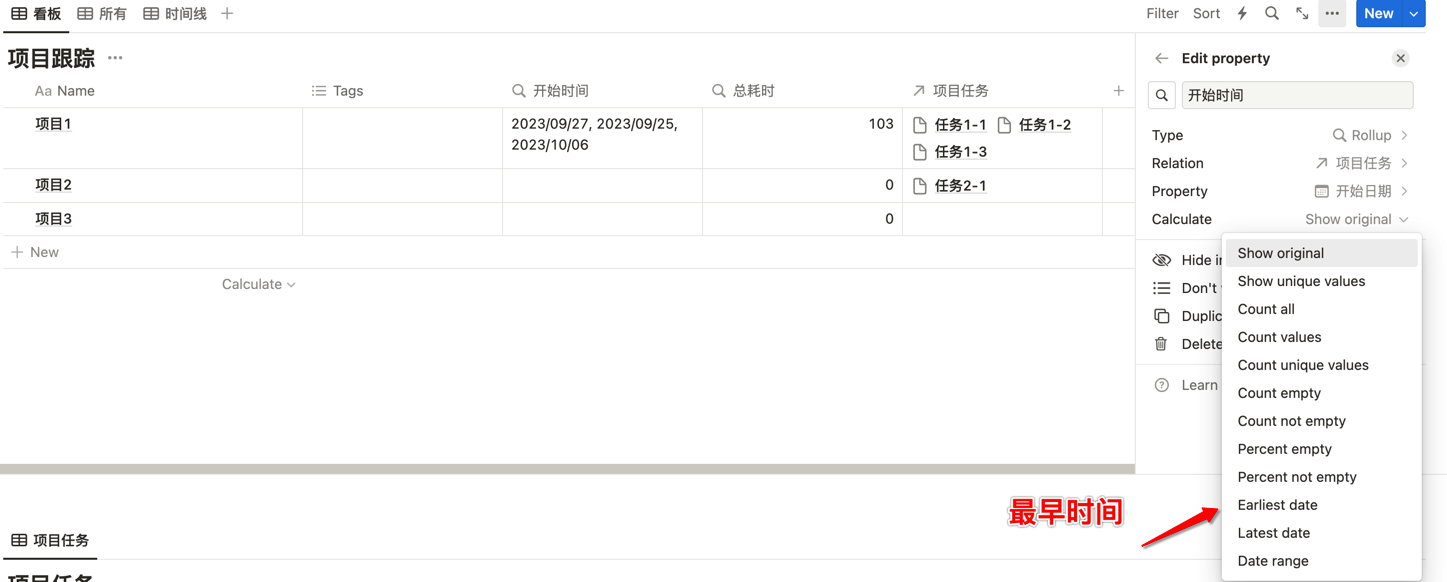 看板 所有 时间线
Filter Sort New
项目跟踪
Aa Name Tags 开始时间 总耗时 项目任务
项目1 2023/09/27, 2023/09/25, 103 任务1-1 任务1-2
2023/10/06 任务1-3
项目2 0 任务2-1
项目3 0
New
Calculate
Edit property
开始时间
Type Rollup
Relation 项目任务
Property 开始日期
Calculate Show original
Hide i
Don't
Duplic
Delete
Learn
Show original
Show unique values
Count all
Count values
Count unique values
Count empty
Count not empty
Percent empty
Percent not empty
Earliest date
Latest date
Date range
最早时间
项目任务
项目任务